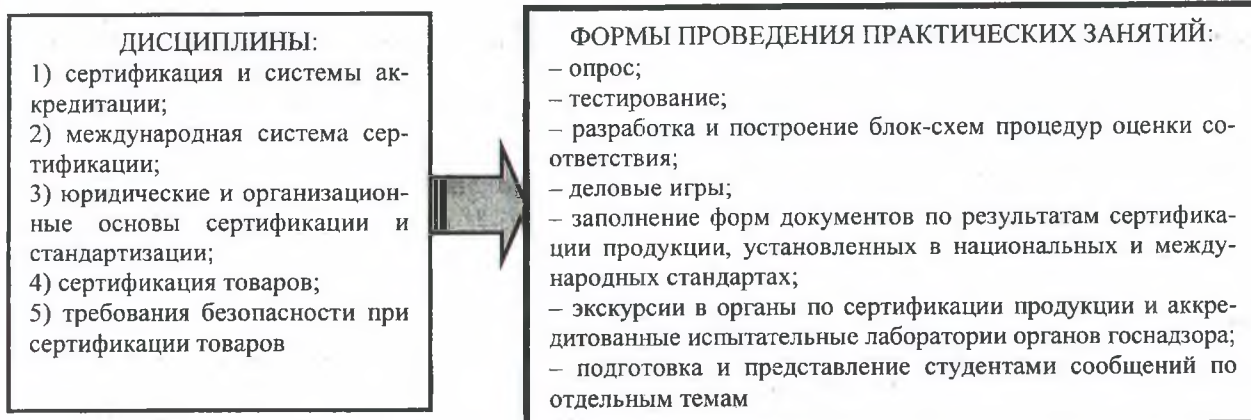 ДИСЦИПЛИНЫ:
1) сертификация и системы ак-
кредитации;
2) международная система сер-
тификации;
3) юридические и организацион-
ные основы сертификации и
стандартизации;
4) сертификация товаров;
5) требования безопасности при
сертификации товаров
ФОРМЫ ПРОВЕДЕНИЯ ПРАКТИЧЕСКИХ ЗАНЯТИЙ:
– опрос;
– тестирование;
– разработка и построение блок-схем процедур оценки со-
ответствия;
– деловые игры;
– заполнение форм документов по результатам сертифика-
ции продукции, установленных в национальных и между-
народных стандартах;
– экскурсии в органы по сертификации продукции и аккре-
дитованные испытательные лаборатории органов госнадзора;
– подготовка и представление студентами сообщений по
отдельным темам